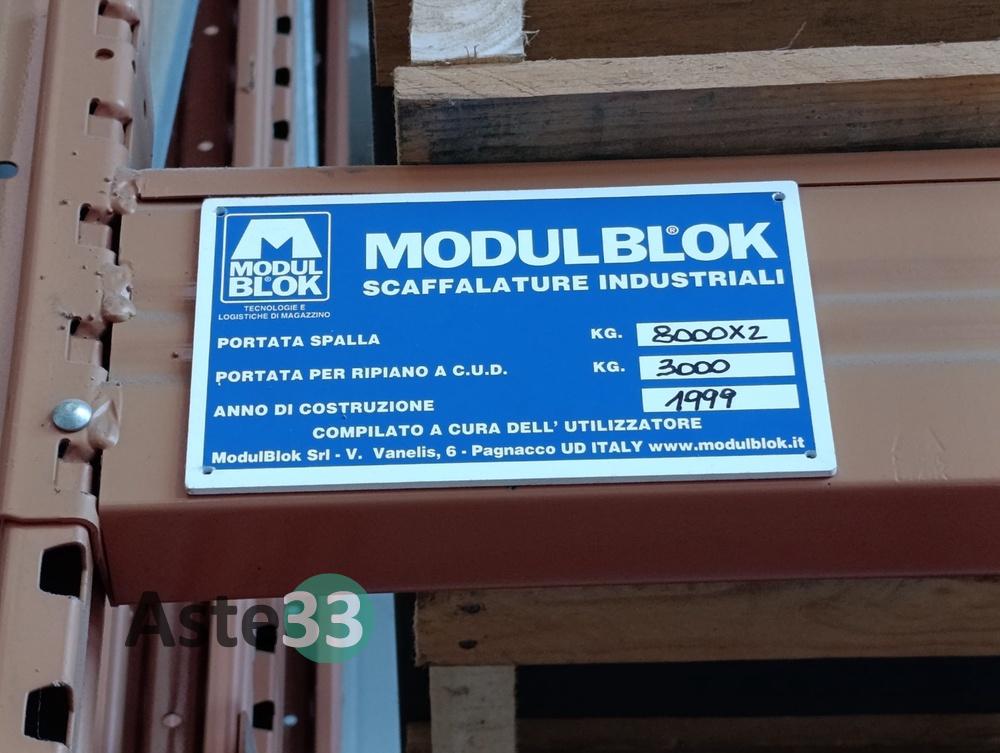 M
MODUL
BLOK
TECNOLOGIE E
LOGISTICHE DI MAGAZZINO
MODULBLOK®
SCAFFALATURE INDUSTRIALI
PORTATA SPALLA KG. 8000X2
PORTATA PER RIPIANO A C.U.D. KG. 3000
ANNO DI COSTRUZIONE 1999
COMPILATO A CURA DELL' UTILIZZATORE
ModulBlok Srl - V. Vanelis, 6 - Pagnacco UD ITALY www.modulblok.it
Aste33